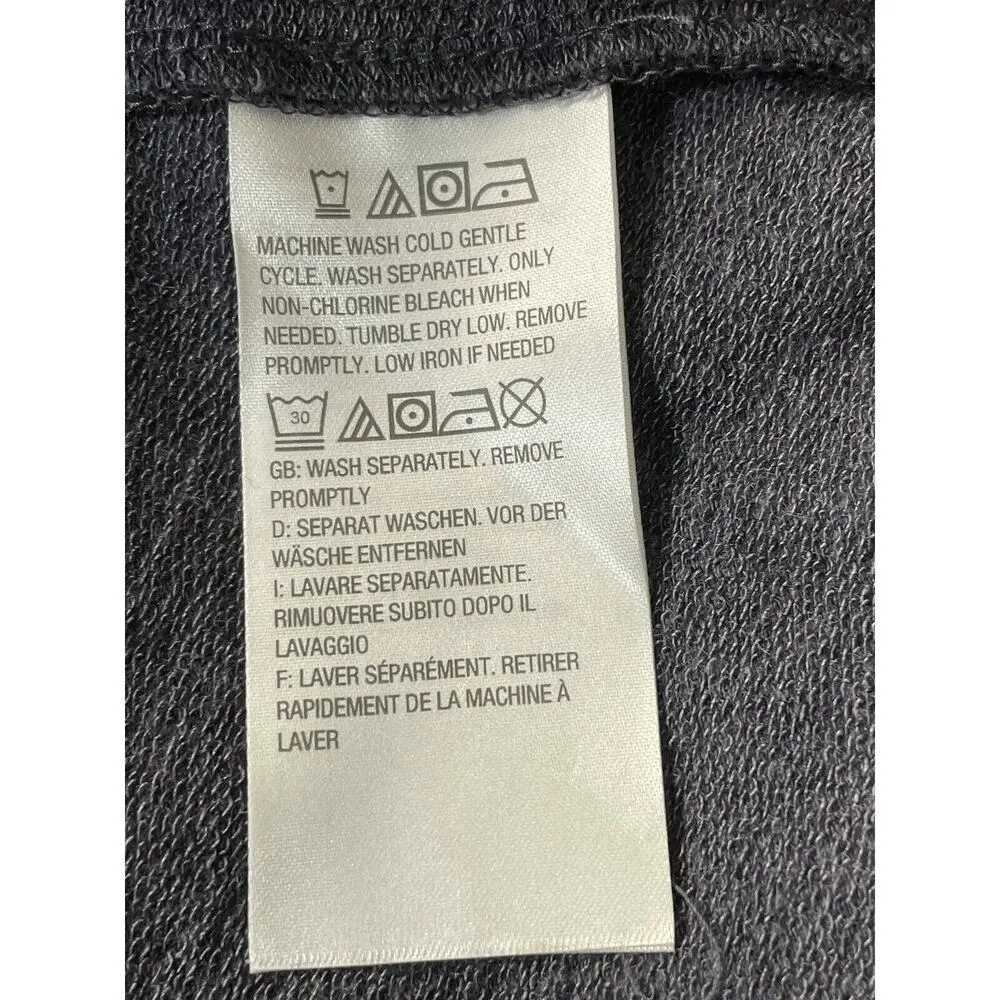 MACHINE WASH COLD GENTLE
CYCLE. WASH SEPARATELY. ONLY
NON-CHLORINE BLEACH WHEN
NEEDED. TUMBLE DRY LOW. REMOVE
PROMPTLY. LOW IRON IF NEEDED
30
GB: WASH SEPARATELY. REMOVE
PROMPTLY
D: SEPARAT WASCHEN. VOR DER
WÄSCHE ENTFERNEN
I: LAVARE SEPARATAMENTE.
RIMUOVERE SUBITO DOPO IL
LAVAGGIO
F: LAVER SÉPARÉMENT. RETIRER
RAPIDEMENT DE LA MACHINE À
LAVER